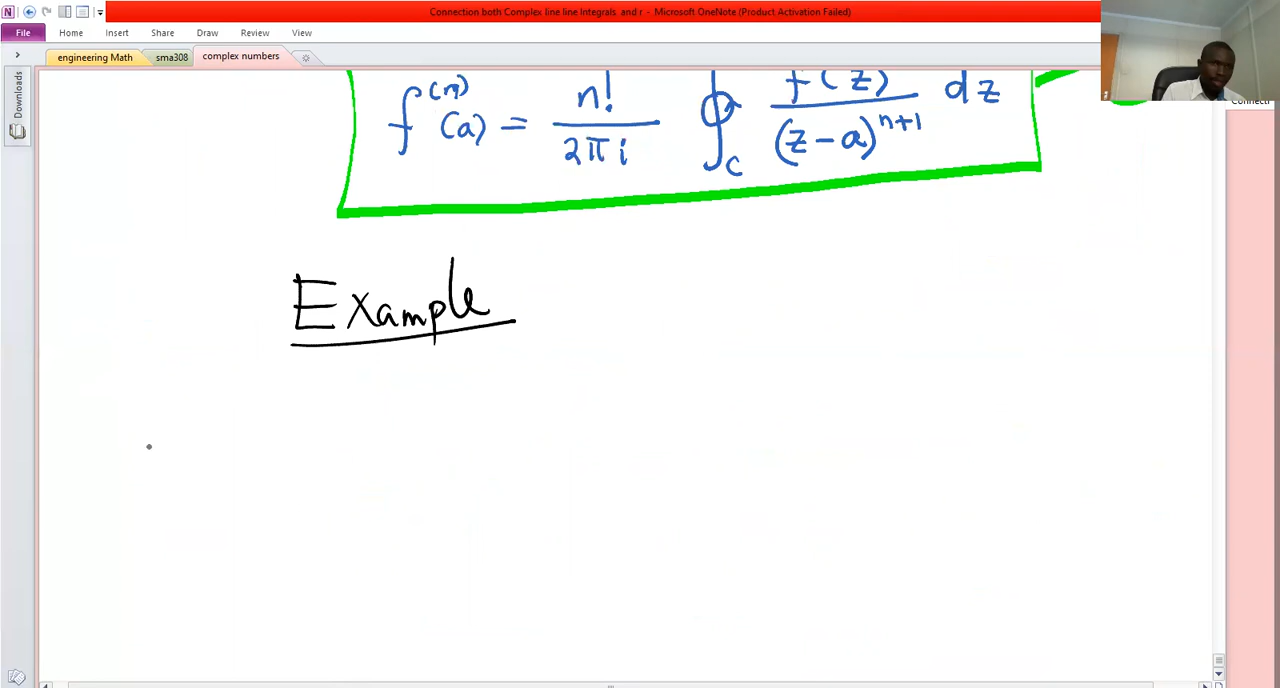 Connection both Complex line line Integrals and r - Microsoft OneNote (Product Activation Failed)
File Home Insert Share Draw Review View
engineering Math sma308 complex numbers
Downloads
f^(n) (a) = n! / 2πi ∮_C f(z) / (z-a)^n+1 dz
Example